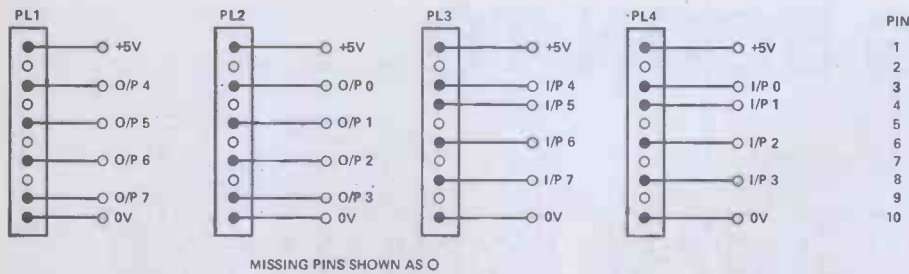 PL1
+5V
O/P 4
O/P 5
O/P 6
O/P 7
0V
PL2
+5V
O/P 0
O/P 1
O/P 2
O/P 3
0V
PL3
+5V
I/P 4
I/P 5
I/P 6
I/P 7
0V
PL4
+5V
I/P 0
I/P 1
I/P 2
I/P 3
0V
PIN
1
2
3
4
5
6
7
8
9
10
MISSING PINS SHOWN AS O